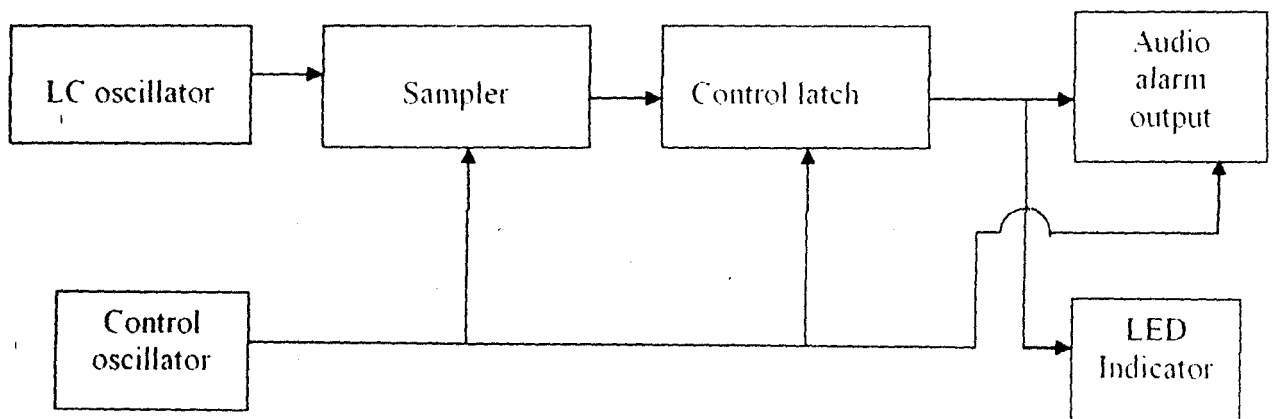 LC oscillator
Sampler
Control latch
Audio
alarm
output
Control
oscillator
LED
Indicator